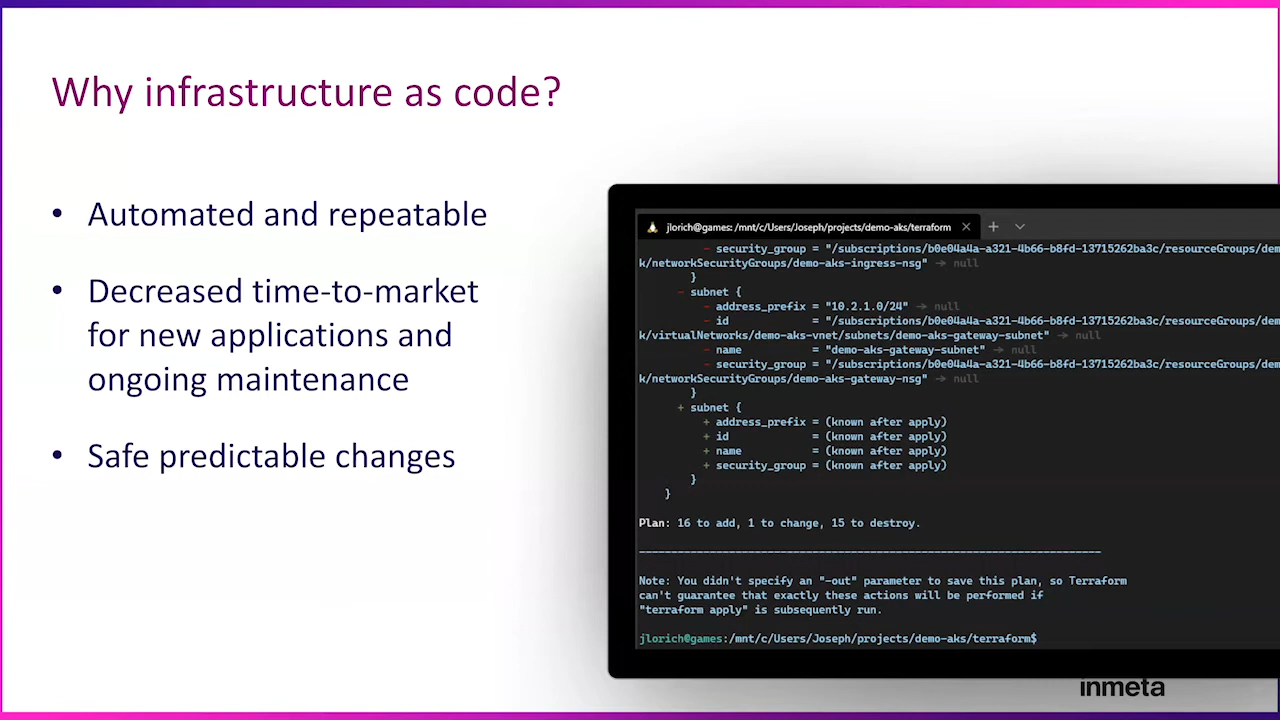 Why infrastructure as code?
• Automated and repeatable
• Decreased time-to-market
for new applications and
ongoing maintenance
• Safe predictable changes
jlorich@games: /mnt/c/Users/Joseph/projects/demo-aks/terraform
- security_group = "/subscriptions/b0e04a4a-a321-4b66-b8fd-13715262ba3c/resourceGroups/dem
k/networkSecurityGroups/demo-aks-ingress-nsg" -> null
}
- subnet {
- address_prefix = "10.2.1.0/24" -> null
- id = "/subscriptions/b0e04a4a-a321-4b66-b8fd-13715262ba3c/resourceGroups/dem
k/virtualNetworks/demo-aks-vnet/subnets/demo-aks-gateway-subnet" -> null
- name = "demo-aks-gateway-subnet" -> null
- security_group = "/subscriptions/b0e04a4a-a321-4b66-b8fd-13715262ba3c/resourceGroups/dem
k/networkSecurityGroups/demo-aks-gateway-nsg" -> null
}
+ subnet {
+ address_prefix = (known after apply)
+ id = (known after apply)
+ name = (known after apply)
+ security_group = (known after apply)
}
}
Plan: 16 to add, 1 to change, 15 to destroy.
Note: You didn't specify an "-out" parameter to save this plan, so Terraform
can't guarantee that exactly these actions will be performed if
"terraform apply" is subsequently run.
jlorich@games:/mnt/c/Users/Joseph/projects/demo-aks/terraform$
inmeta